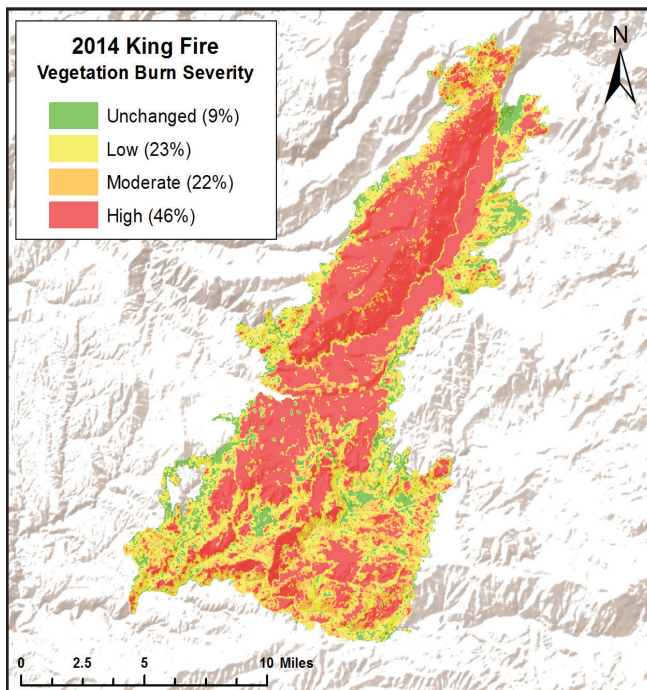 2014 King Fire
Vegetation Burn Severity
Unchanged (9%)
Low (23%)
Moderate (22%)
High (46%)
N
0 2.5 5 10 Miles